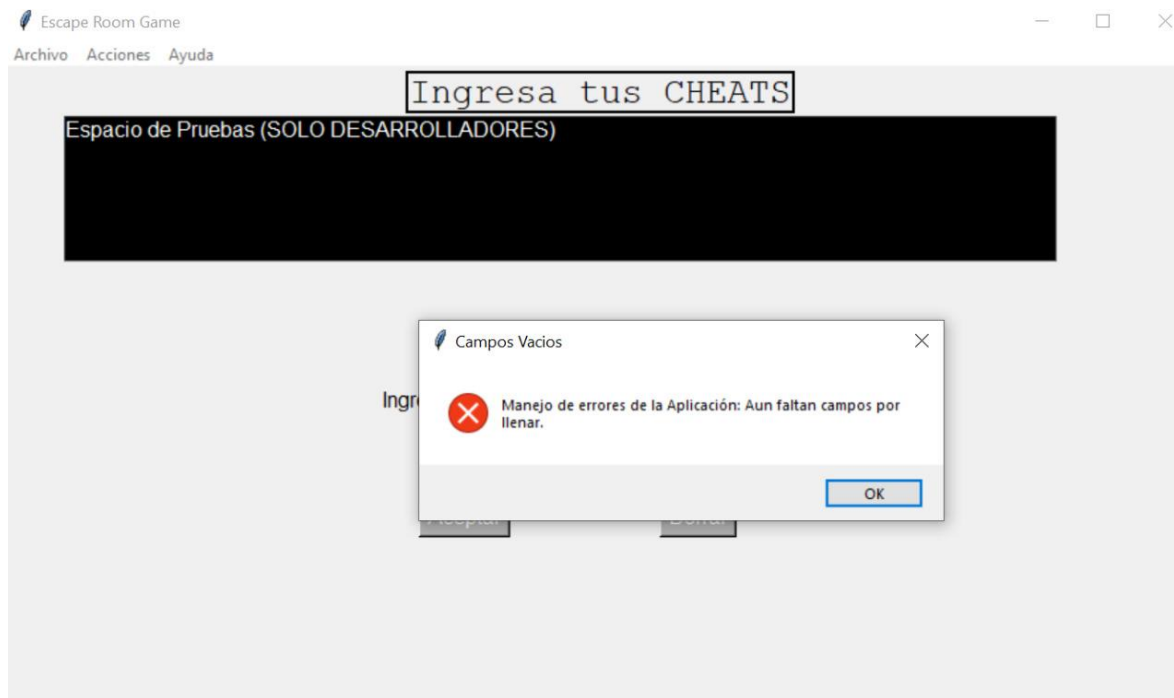 Escape Room Game
Archivo Acciones Ayuda
Ingresa tus CHEATS
Espacio de Pruebas (SOLO DESARROLLADORES)
Campos Vacios
Manejo de errores de la Aplicación: Aun faltan campos por
llenar.
OK